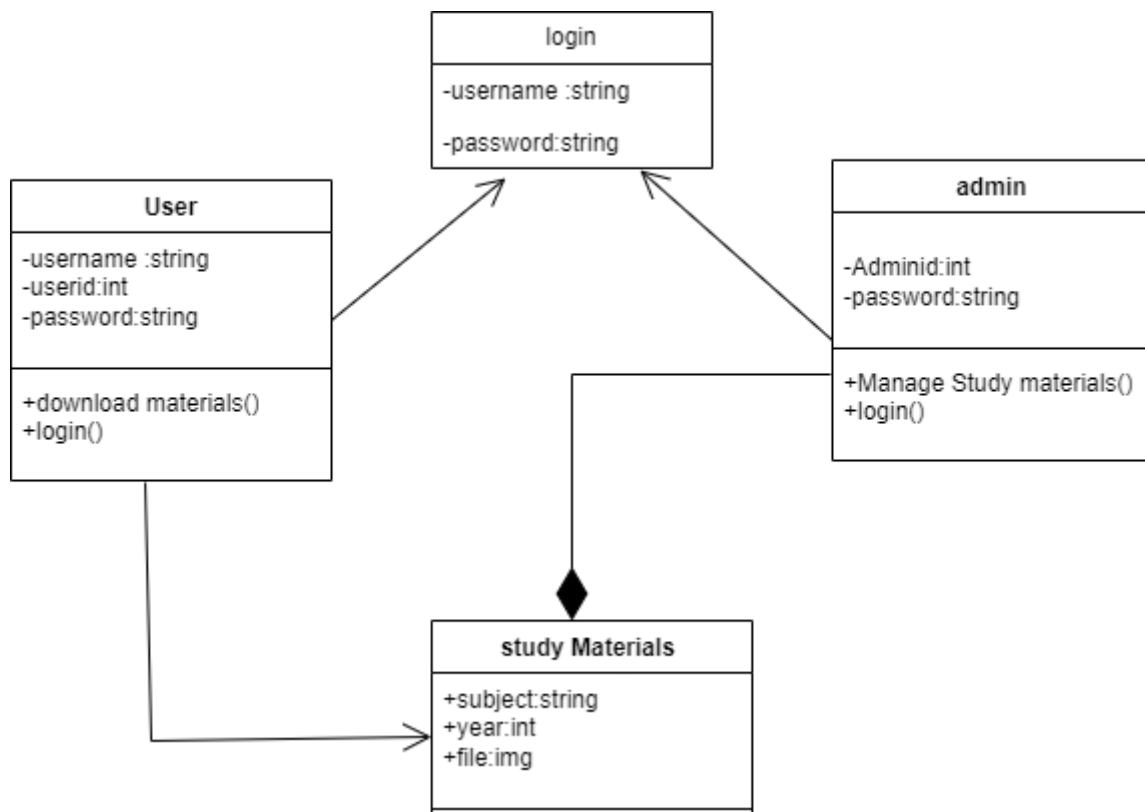 login
-username :string
-password:string
User
-username :string
-userid:int
-password:string
+download materials()
+login()
admin
-Adminid:int
-password:string
+Manage Study materials()
+login()
study Materials
+subject:string
+year:int
+file:img